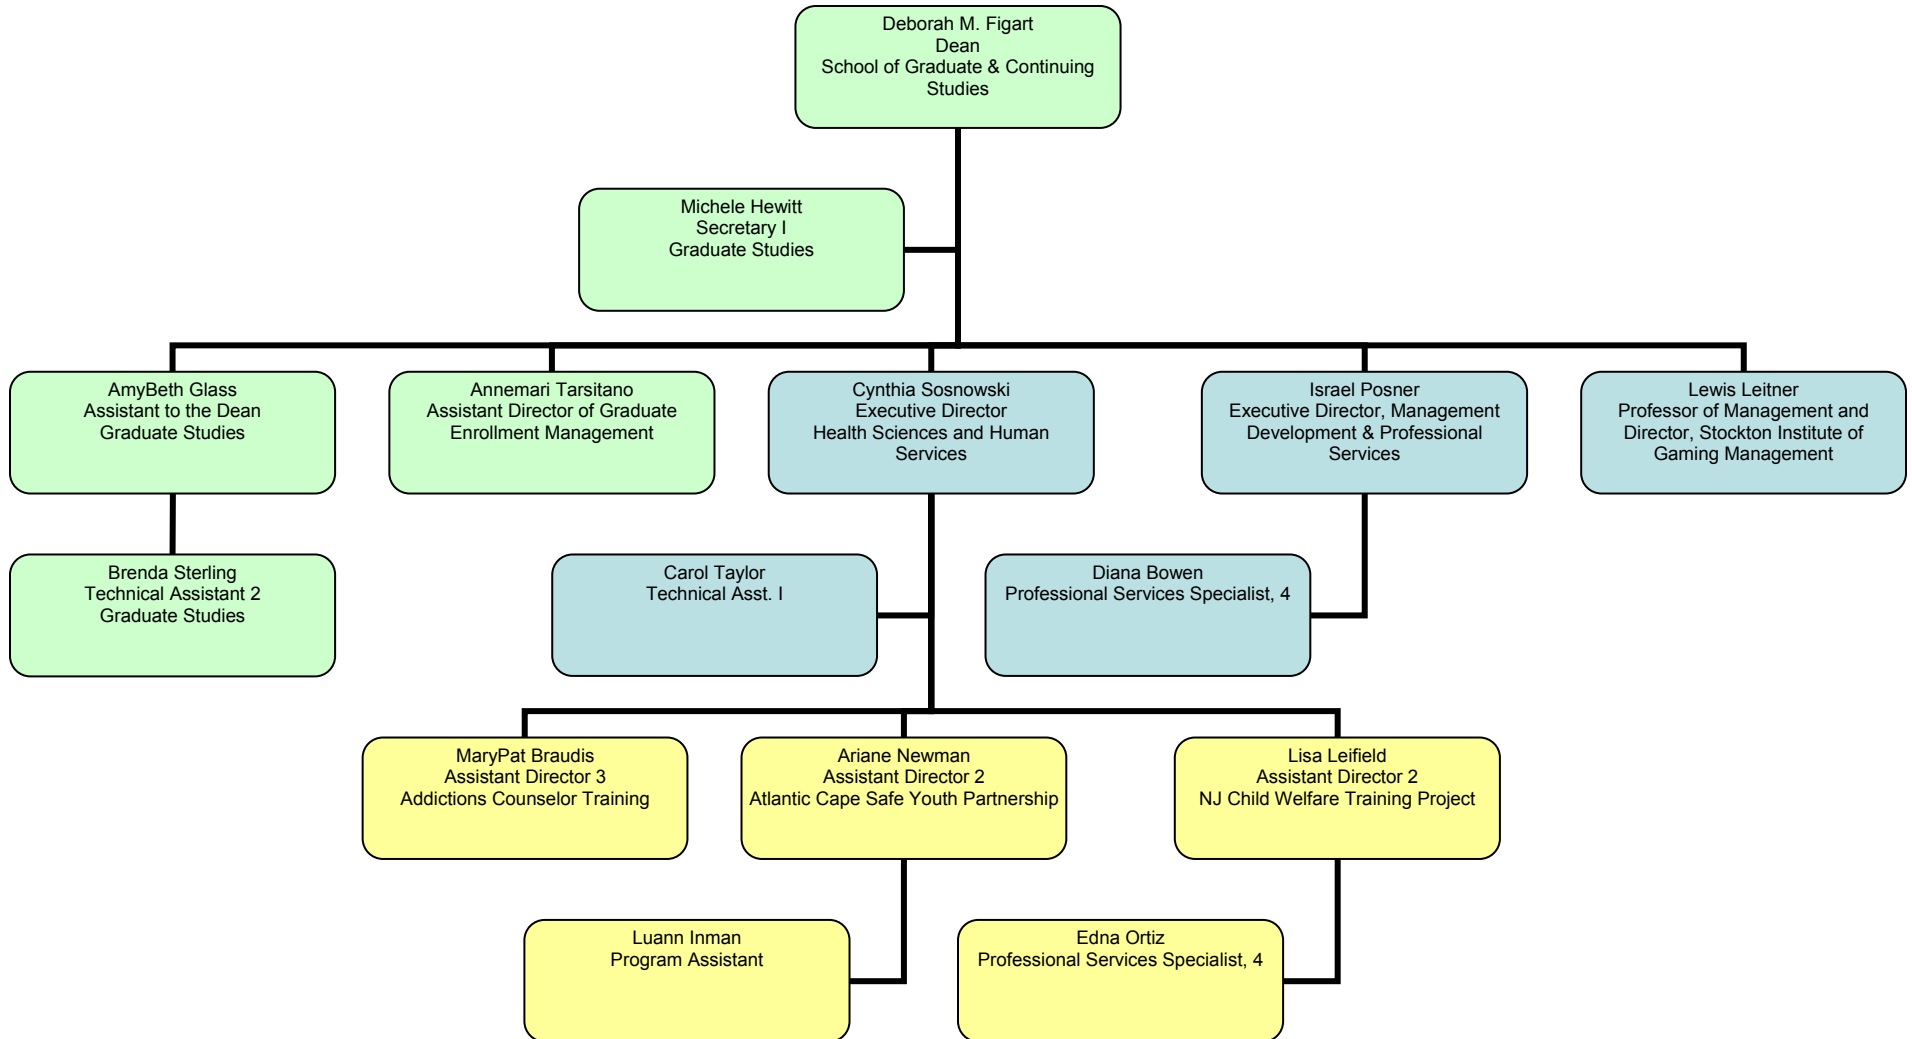 Deborah M. Figart
Dean
School of Graduate & Continuing
Studies
Michele Hewitt
Secretary I
Graduate Studies
AmyBeth Glass
Assistant to the Dean
Graduate Studies
Annemari Tarsitano
Assistant Director of Graduate
Enrollment Management
Cynthia Sosnowski
Executive Director
Health Sciences and Human
Services
Israel Posner
Executive Director, Management
Development & Professional
Services
Lewis Leitner
Professor of Management and
Director, Stockton Institute of
Gaming Management
Brenda Sterling
Technical Assistant 2
Graduate Studies
Carol Taylor
Technical Asst. I
Diana Bowen
Professional Services Specialist, 4
MaryPat Braudis
Assistant Director 3
Addictions Counselor Training
Ariane Newman
Assistant Director 2
Atlantic Cape Safe Youth Partnership
Lisa Leifield
Assistant Director 2
NJ Child Welfare Training Project
Luann Inman
Program Assistant
Edna Ortiz
Professional Services Specialist, 4